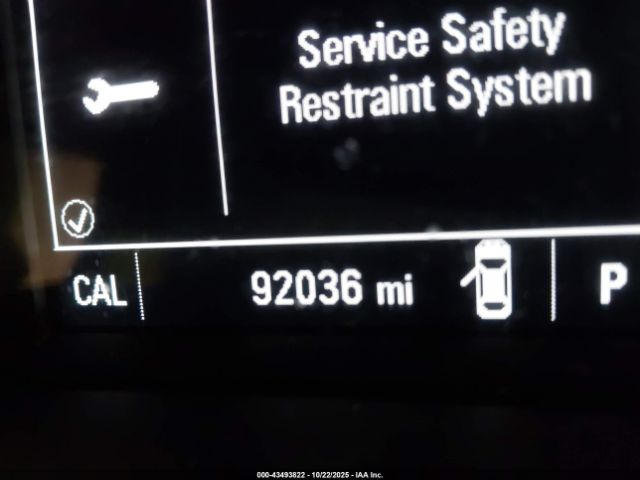 Service Safety
Restraint System
CAL 92036 mi P
000-43493822 - 10/22/2025 - IAA Inc.